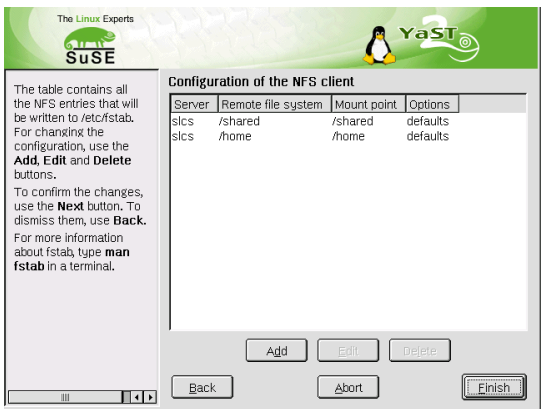 The Linux Experts
SuSE
YaST
2
The table contains all
the NFS entries that will
be written to /etc/fstab.
For changing the
configuration, use the
Add, Edit and Delete
buttons.
To confirm the changes,
use the Next button. To
dismiss them, use Back.
For more information
about fstab, type man
fstab in a terminal.
Configuration of the NFS client
Server Remote file system Mount point Options
slcs /shared /shared defaults
slcs /home /home defaults
Add Edit Delete
Back Abort Finish